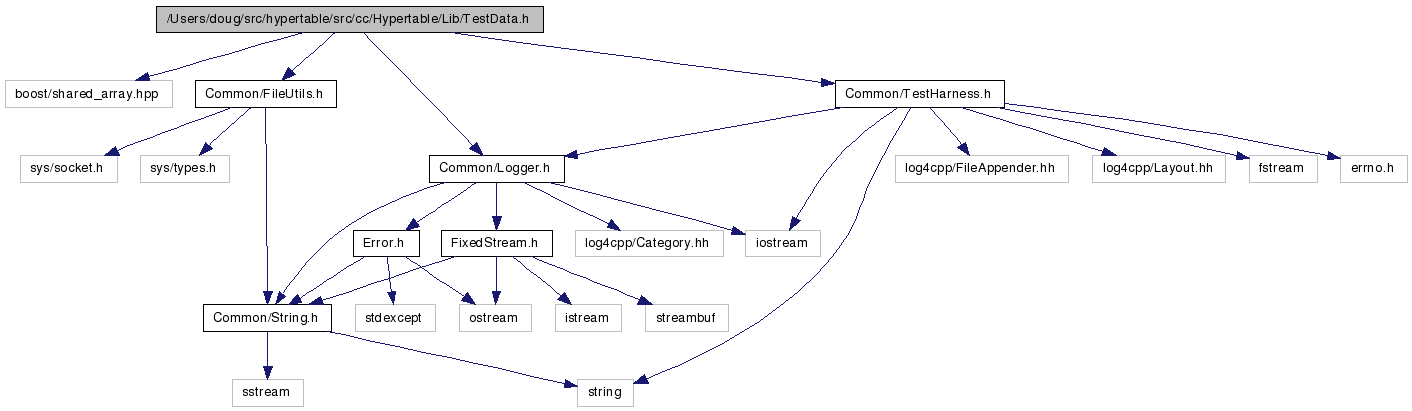 /Users/doug/src/hypertable/src/cc/Hypertable/Lib/TestData.h
boost/shared_array.hpp
Common/FileUtils.h
Common/TestHarness.h
sys/socket.h
sys/types.h
Common/Logger.h
log4cpp/FileAppender.hh
log4cpp/Layout.hh
fstream
errno.h
Error.h
FixedStream.h
log4cpp/Category.hh
iostream
Common/String.h
stdexcept
ostream
istream
streambuf
sstream
string